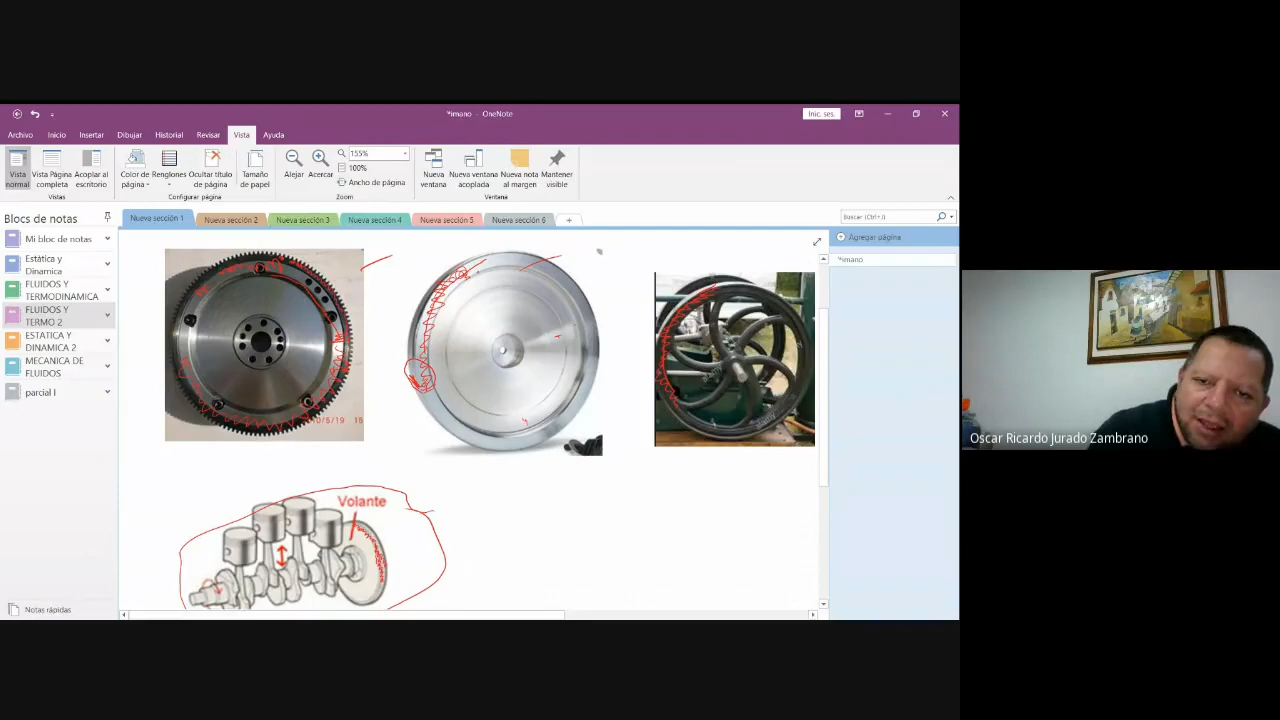 *imano - OneNote
Inic. ses.
Archivo Inicio Insertar Dibujar Historial Revisar Vista Ayuda
Vista normal
Vista Página completa
Acoplar al escritorio
Vistas
Color de página
Renglones
Ocultar título de página
Tamaño de papel
Configurar página
Alejar
Acercar
155%
100%
Ancho de página
Zoom
Nueva ventana
Nueva ventana acoplada
Nueva nota al margen
Mantener visible
Ventana
Blocs de notas
Nueva sección 1 Nueva sección 2 Nueva sección 3 Nueva sección 4 Nueva sección 5 Nueva sección 6 +
Buscar (Ctrl+J)
Mi bloc de notas
Estática y
Dinamica
FLUIDOS Y
TERMODINAMICA
FLUIDOS Y
TERMO 2
ESTATICA Y
DINAMICA 2
MECANICA DE
FLUIDOS
parcial I
Notas rápidas
Agregar página
*imano
Volante
Oscar Ricardo Jurado Zambrano